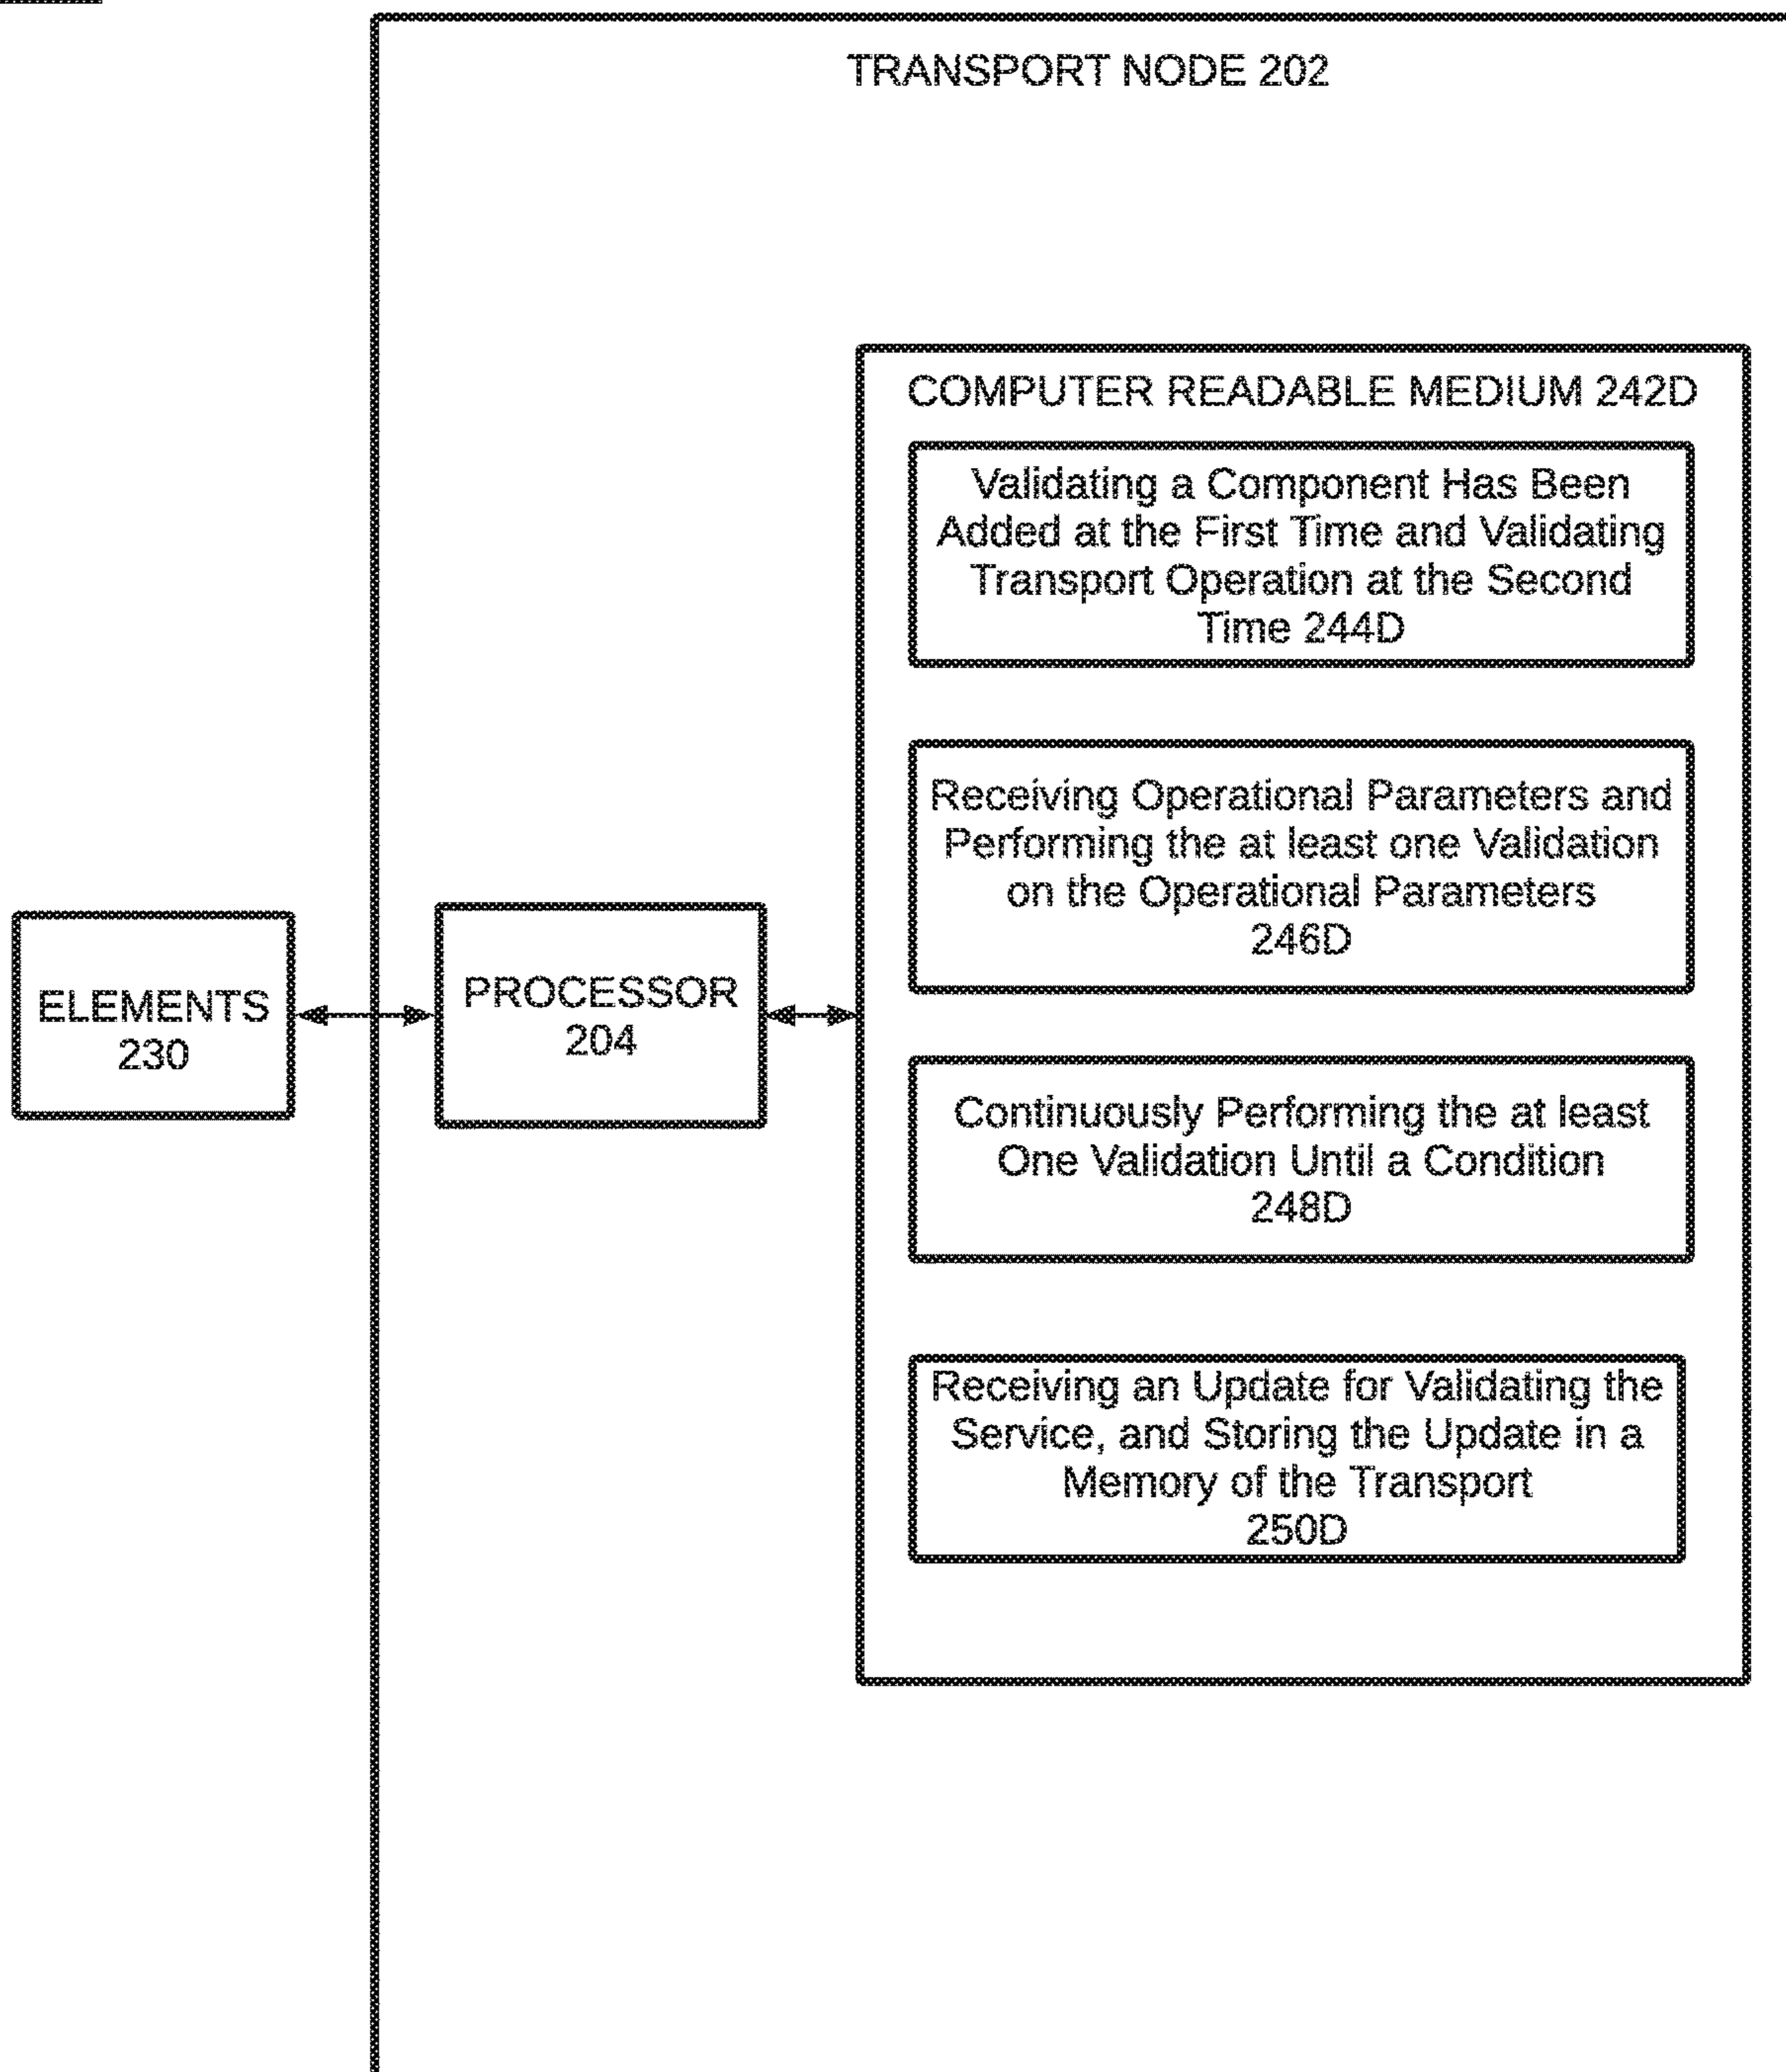 TRANSPORT NODE 202
COMPUTER READABLE MEDIUM 242D
Validating a Component Has Been
Added at the First Time and Validating
Transport Operation at the Second
Time 244D
Receiving Operational Parameters and
Performing the at least one Validation
on the Operational Parameters
246D
ELEMENTS
230
PROCESSOR
204
Continuously Performing the at least
One Validation Until a Condition
248D
Receiving an Update for Validating the
Service, and Storing the Update in a
Memory of the Transport
250D